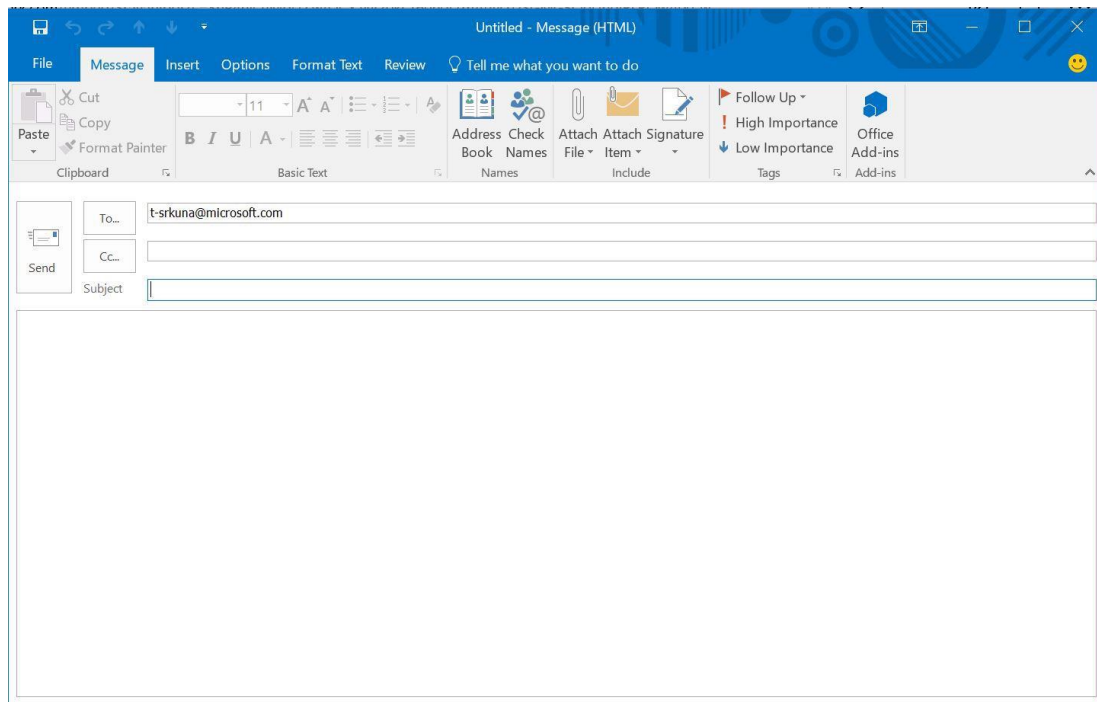 Untitled - Message (HTML)
File Message Insert Options Format Text Review Tell me what you want to do
Paste
Cut
Copy
Format Painter
Clipboard
11
B I U A
Basic Text
Address Book
Check Names
Names
Attach File
Attach Item
Signature
Include
Follow Up
High Importance
Low Importance
Tags
Office Add-ins
Add-ins
Send
To...
t-srkuna@microsoft.com
Cc...
Subject